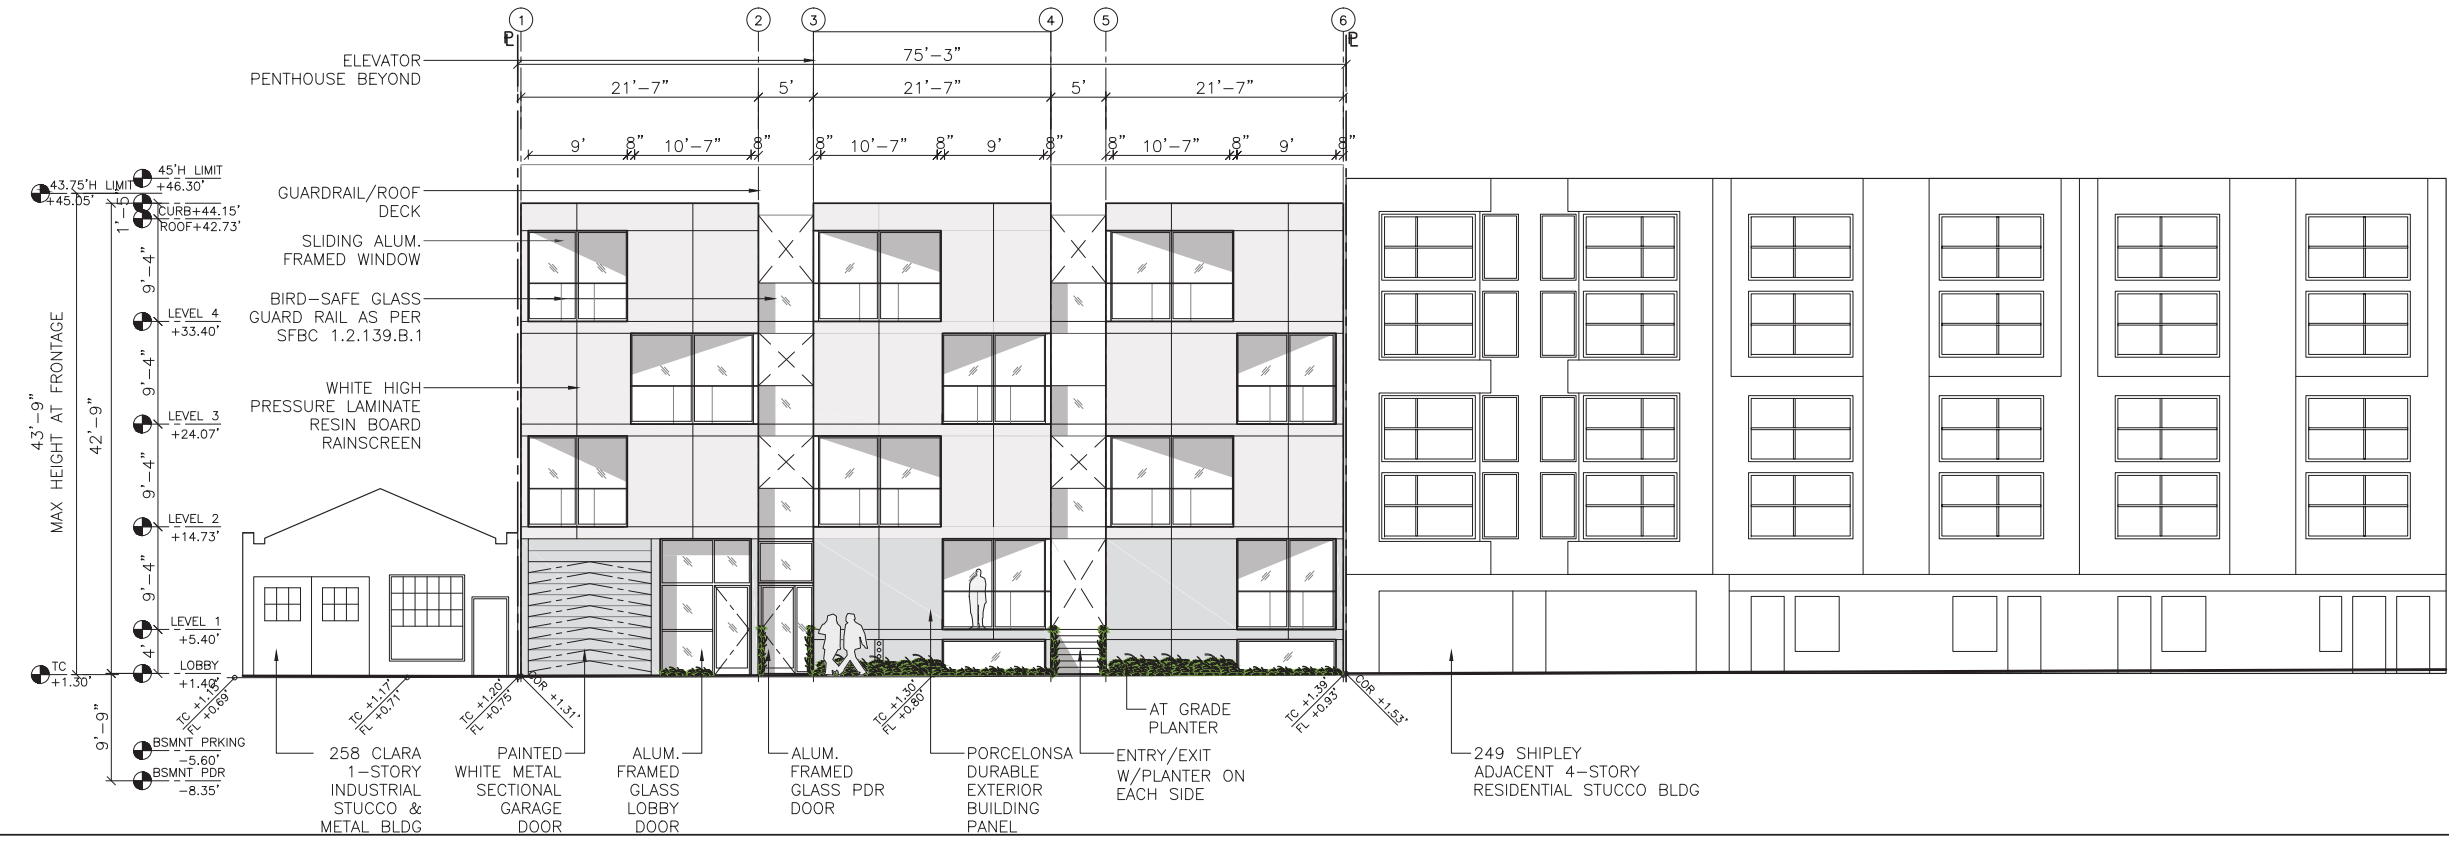 1 2 3 4 5 6
PL PL
ELEVATOR
PENTHOUSE BEYOND
75'-3"
21'-7" 5' 21'-7" 5' 21'-7"
9' 8" 10'-7" 8" 8" 10'-7" 8" 9' 8" 8" 10'-7" 8" 9' 8"
45'H LIMIT
+46.30'
43.75'H LIMIT
+45.05'
CURB+44.15'
ROOF+42.73'
1'-5"
GUARDRAIL/ROOF
DECK
SLIDING ALUM.
FRAMED WINDOW
BIRD-SAFE GLASS
GUARD RAIL AS PER
SFBC 1.2.139.B.1
WHITE HIGH
PRESSURE LAMINATE
RESIN BOARD
RAINSCREEN
9'-4"
LEVEL 4
+33.40'
9'-4"
LEVEL 3
+24.07'
9'-4"
LEVEL 2
+14.73'
9'-4"
LEVEL 1
+5.40'
4'
LOBBY
+1.40'
TC
+1.30'
43'-9"
MAX HEIGHT AT FRONTAGE
42'-9"
9'-9"
BSMNT PRKING
-5.60'
BSMNT PDR
-8.35'
TC +1.15'
FL +0.69'
TC +1.17'
FL +0.71'
TC +1.20'
FL +0.75'
COR +1.31'
TC +1.30'
FL +0.80'
TC +1.39'
FL +0.93'
COR +1.53'
258 CLARA
1-STORY
INDUSTRIAL
STUCCO &
METAL BLDG
PAINTED
WHITE METAL
SECTIONAL
GARAGE
DOOR
ALUM.
FRAMED
GLASS
LOBBY
DOOR
ALUM.
FRAMED
GLASS PDR
DOOR
PORCELONSA
DURABLE
EXTERIOR
BUILDING
PANEL
AT GRADE
PLANTER
ENTRY/EXIT
W/PLANTER ON
EACH SIDE
249 SHIPLEY
ADJACENT 4-STORY
RESIDENTIAL STUCCO BLDG